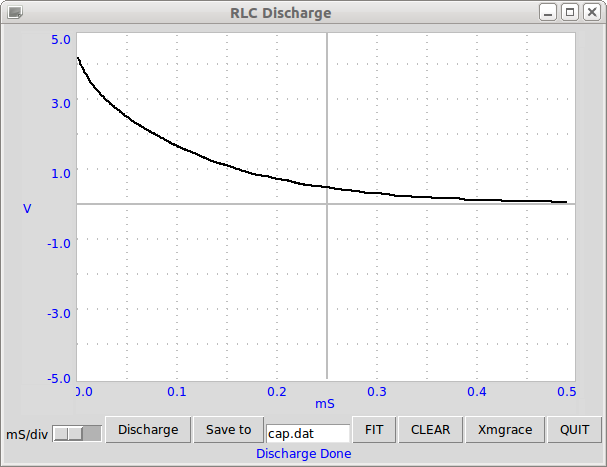 RLC Discharge
5.0
3.0
1.0
V
-1.0
-3.0
-5.0
0.0 0.1 0.2 0.3 0.4 0.5
mS
mS/div Discharge Save to cap.dat FIT CLEAR Xmgrace QUIT
Discharge Done